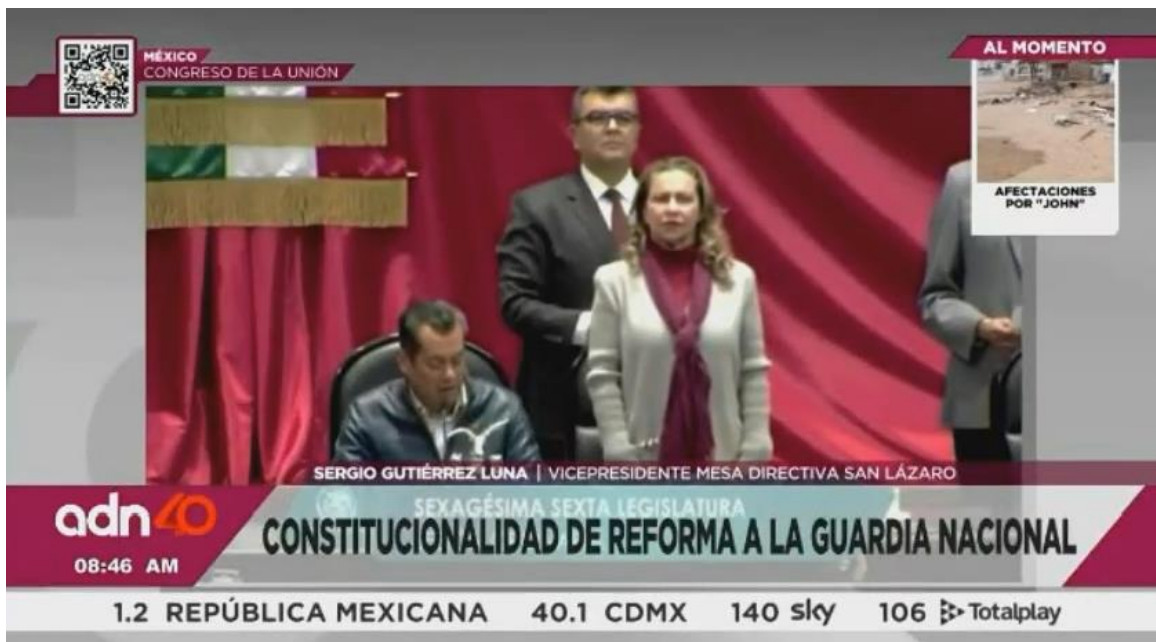 MÉXICO
CONGRESO DE LA UNIÓN
AL MOMENTO
AFECTACIONES
POR "JOHN"
SERGIO GUTIÉRREZ LUNA | VICEPRESIDENTE MESA DIRECTIVA SAN LÁZARO
SEXAGÉSIMA SEXTA LEGISLATURA
adn40
CONSTITUCIONALIDAD DE REFORMA A LA GUARDIA NACIONAL
08:46 AM
1.2 REPÚBLICA MEXICANA 40.1 CDMX 140 sky 106 Totalplay